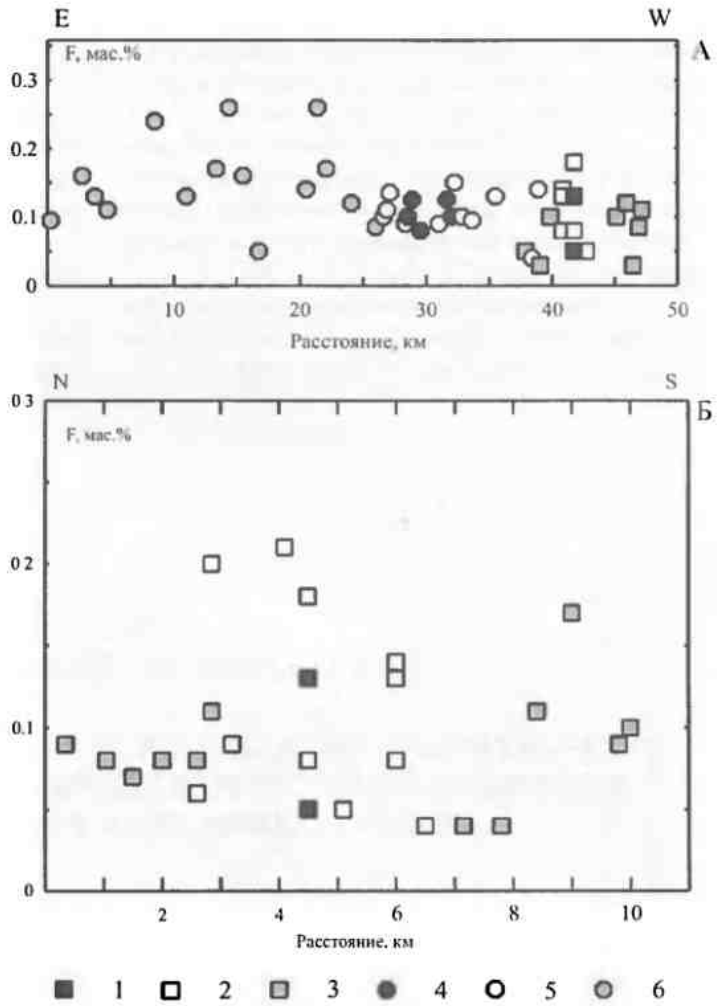 E W
F, мас.% А
0.3
0.2
0.1
0
10 20 30 40 50
Расстояние, км
N S
0.3 Б
F, мас.%
0 2
0.1
0
2 4 6 8 10
Расстояние, км
1 2 3 4 5 6